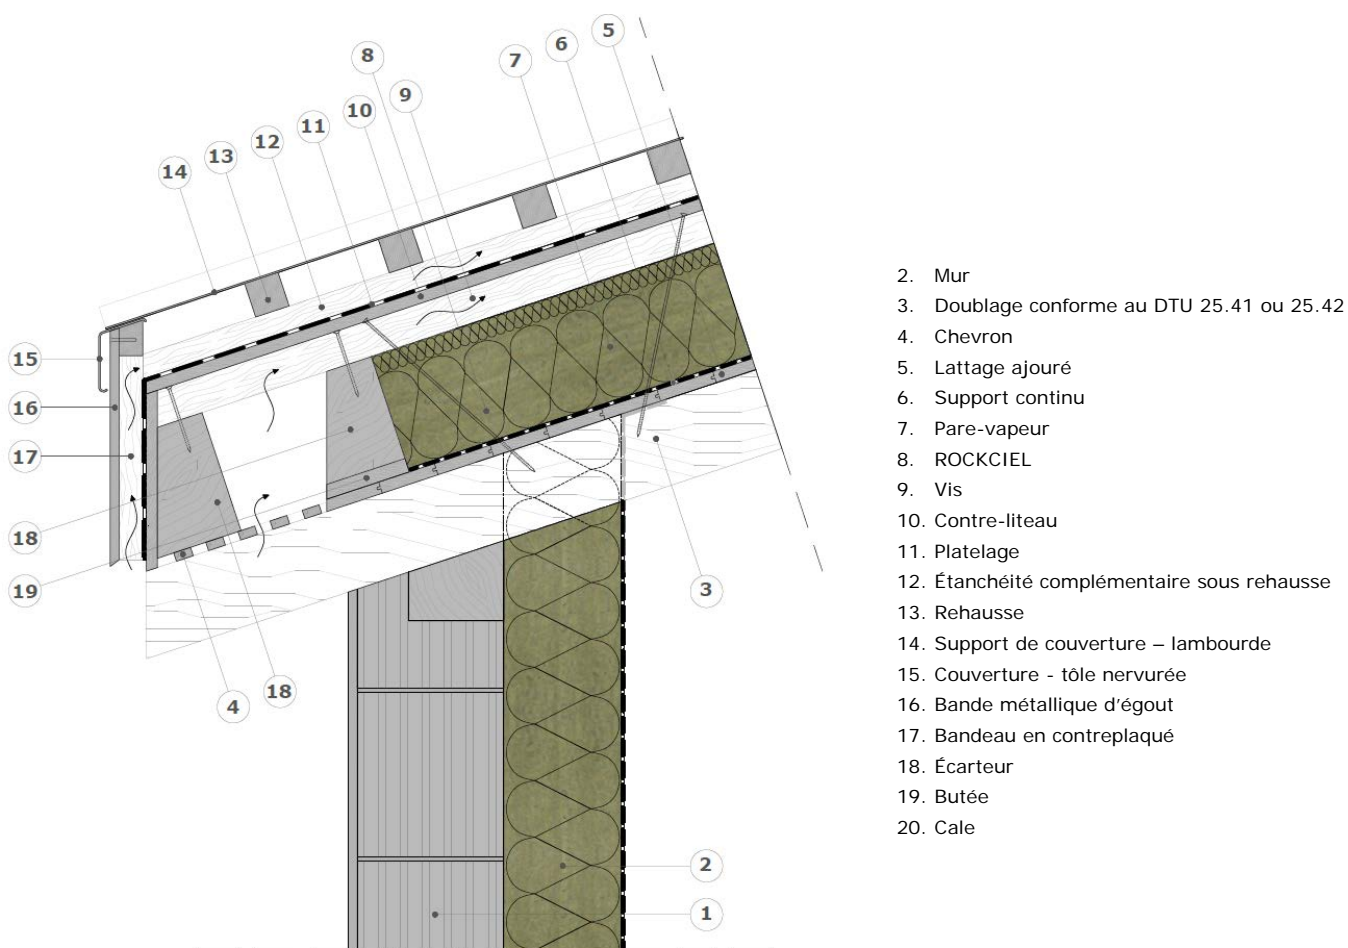 5
6
7
8
9
10
11
12
13
14
15
16
17
18
19
4
18
3
2
1
2. Mur
3. Doublage conforme au DTU 25.41 ou 25.42
4. Chevron
5. Lattage ajouré
6. Support continu
7. Pare-vapeur
8. ROCKCIEL
9. Vis
10. Contre-liteau
11. Platelage
12. Étanchéité complémentaire sous rehausse
13. Rehausse
14. Support de couverture – lambourde
15. Couverture - tôle nervurée
16. Bande métallique d’égout
17. Bandeau en contreplaqué
18. Écarteur
19. Butée
20. Cale